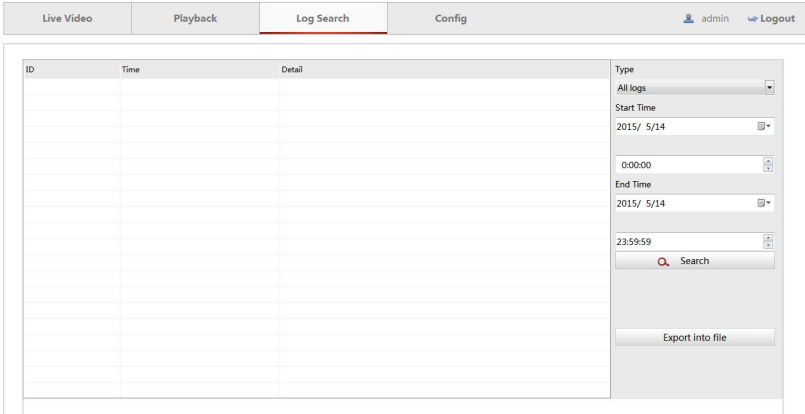 Live Video Playback Log Search Config admin Logout
ID Time Detail
Type
All logs
Start Time
2015/ 5/14
0:00:00
End Time
2015/ 5/14
23:59:59
Search
Export into file